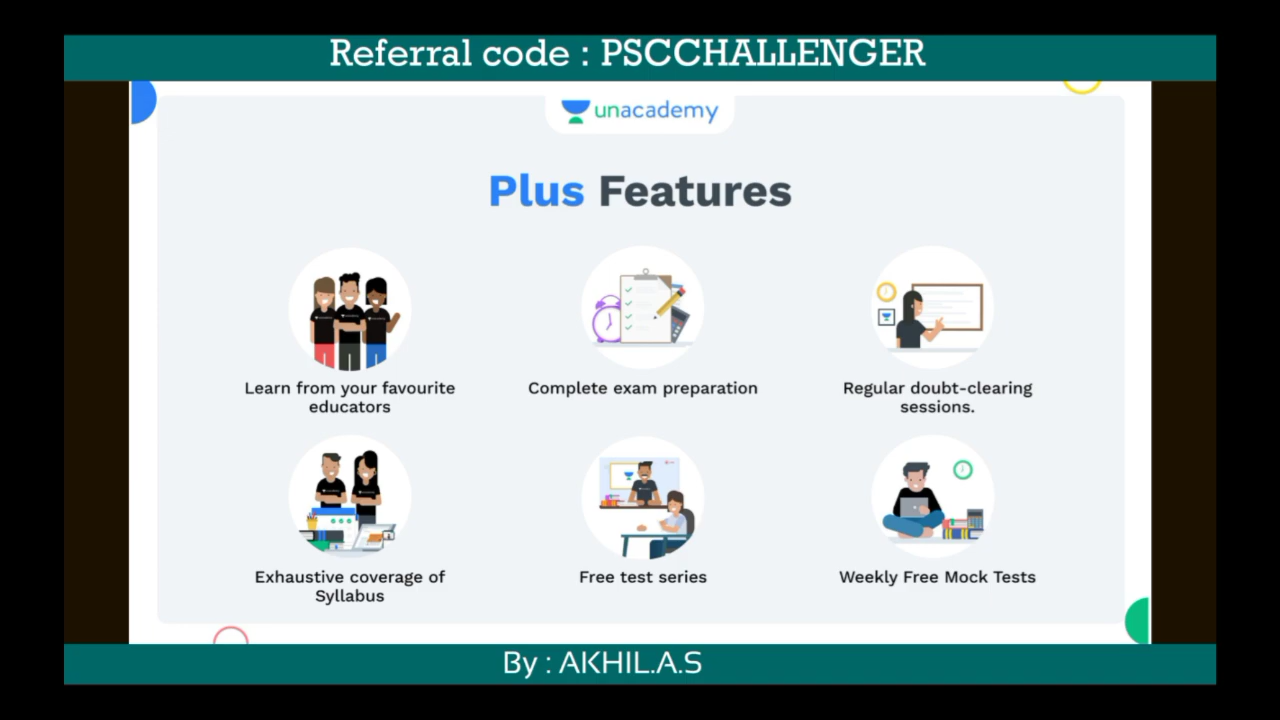 Referral code : PSCCHALLENGER
unacademy
Plus Features
Learn from your favourite
educators
Complete exam preparation
Regular doubt-clearing
sessions.
Exhaustive coverage of
Syllabus
Free test series
Weekly Free Mock Tests
By : AKHIL.A.S